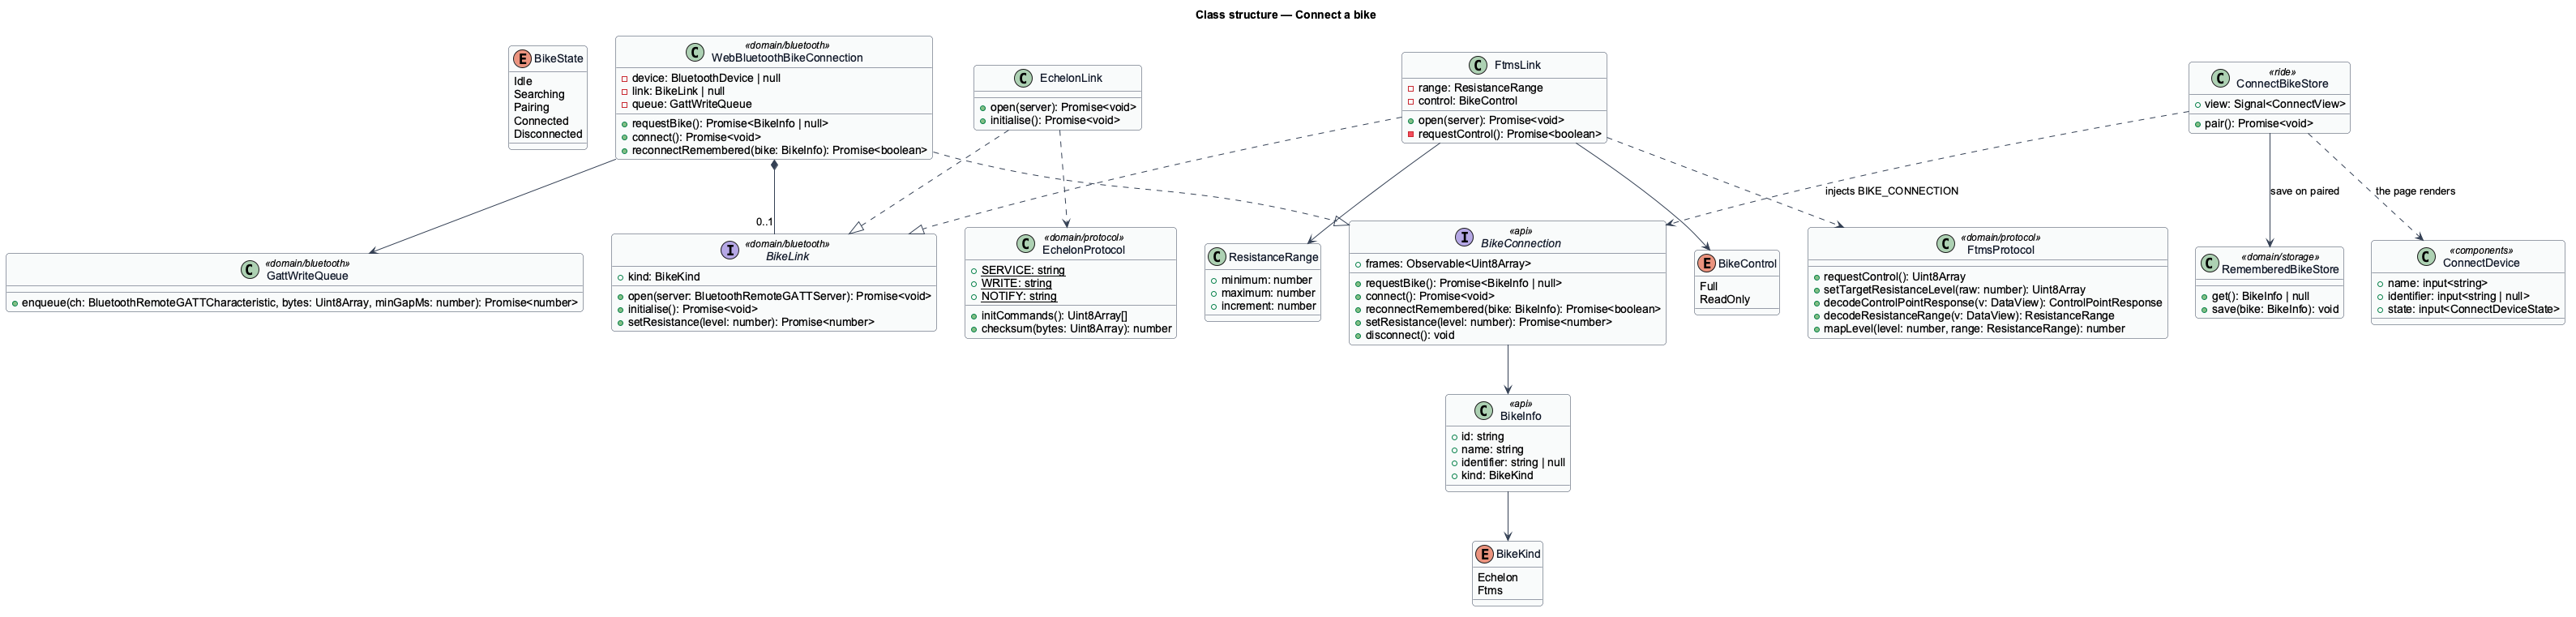 Class structure — Connect a bike
E BikeState
Idle
Searching
Pairing
Connected
Disconnected
«domain/bluetooth»
C WebBluetoothBikeConnection
device: BluetoothDevice | null
link: BikeLink | null
queue: GattWriteQueue
requestBike(): Promise<BikeInfo | null>
connect(): Promise<void>
reconnectRemembered(bike: BikeInfo): Promise<boolean>
C EchelonLink
open(server): Promise<void>
initialise(): Promise<void>
C FtmsLink
range: ResistanceRange
control: BikeControl
open(server): Promise<void>
requestControl(): Promise<boolean>
«ride»
C ConnectBikeStore
view: Signal<ConnectView>
pair(): Promise<void>
0..1
injects BIKE_CONNECTION
save on paired
the page renders
«domain/bluetooth»
C GattWriteQueue
enqueue(ch: BluetoothRemoteGATTCharacteristic, bytes: Uint8Array, minGapMs: number): Promise<number>
«domain/bluetooth»
I BikeLink
kind: BikeKind
open(server: BluetoothRemoteGATTServer): Promise<void>
initialise(): Promise<void>
setResistance(level: number): Promise<number>
«domain/protocol»
C EchelonProtocol
SERVICE: string
WRITE: string
NOTIFY: string
initCommands(): Uint8Array[]
checksum(bytes: Uint8Array): number
C ResistanceRange
minimum: number
maximum: number
increment: number
«api»
I BikeConnection
frames: Observable<Uint8Array>
requestBike(): Promise<BikeInfo | null>
connect(): Promise<void>
reconnectRemembered(bike: BikeInfo): Promise<boolean>
setResistance(level: number): Promise<number>
disconnect(): void
E BikeControl
Full
ReadOnly
«domain/protocol»
C FtmsProtocol
requestControl(): Uint8Array
setTargetResistanceLevel(raw: number): Uint8Array
decodeControlPointResponse(v: DataView): ControlPointResponse
decodeResistanceRange(v: DataView): ResistanceRange
mapLevel(level: number, range: ResistanceRange): number
«domain/storage»
C RememberedBikeStore
get(): BikeInfo | null
save(bike: BikeInfo): void
«components»
C ConnectDevice
name: input<string>
identifier: input<string | null>
state: input<ConnectDeviceState>
«api»
C BikeInfo
id: string
name: string
identifier: string | null
kind: BikeKind
E BikeKind
Echelon
Ftms